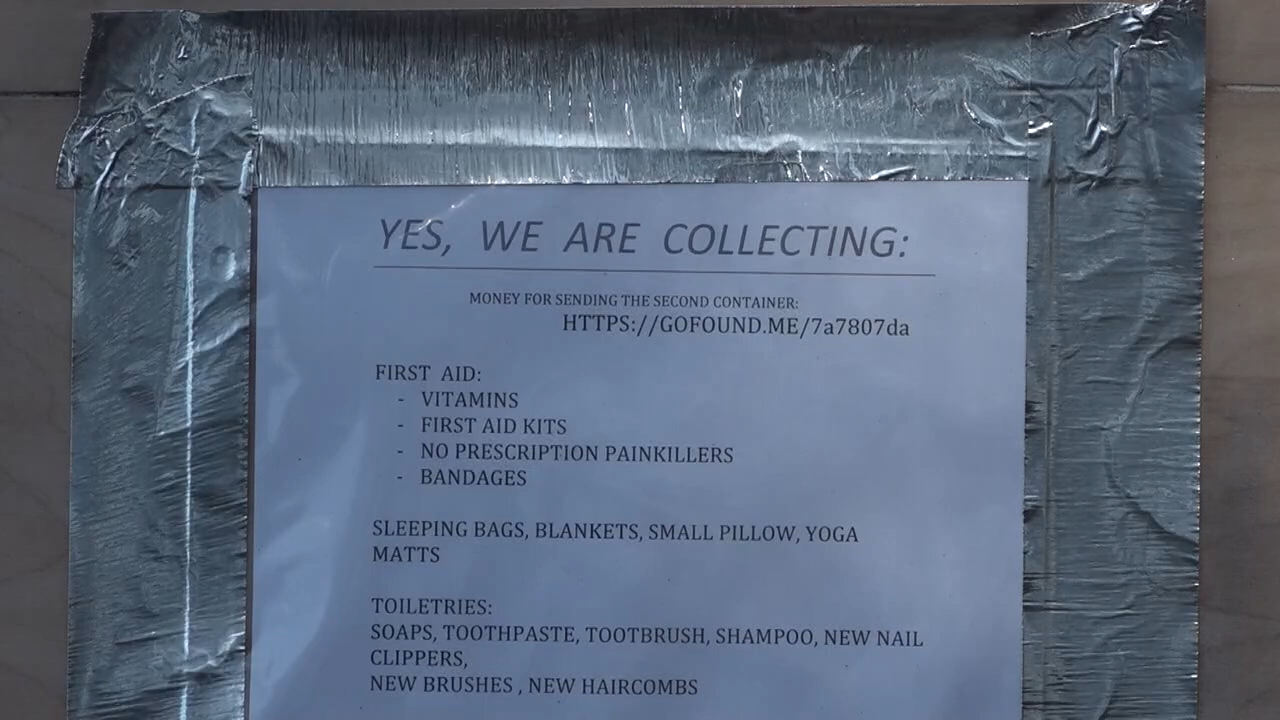 YES, WE ARE COLLECTING:
MONEY FOR SENDING THE SECOND CONTAINER:
HTTPS://GOFOUND.ME/7a7807da
FIRST AID:
- VITAMINS
- FIRST AID KITS
- NO PRESCRIPTION PAINKILLERS
- BANDAGES
SLEEPING BAGS, BLANKETS, SMALL PILLOW, YOGA
MATTS
TOILETRIES:
SOAPS, TOOTHPASTE, TOOTBRUSH, SHAMPOO, NEW NAIL
CLIPPERS,
NEW BRUSHES , NEW HAIRCOMBS